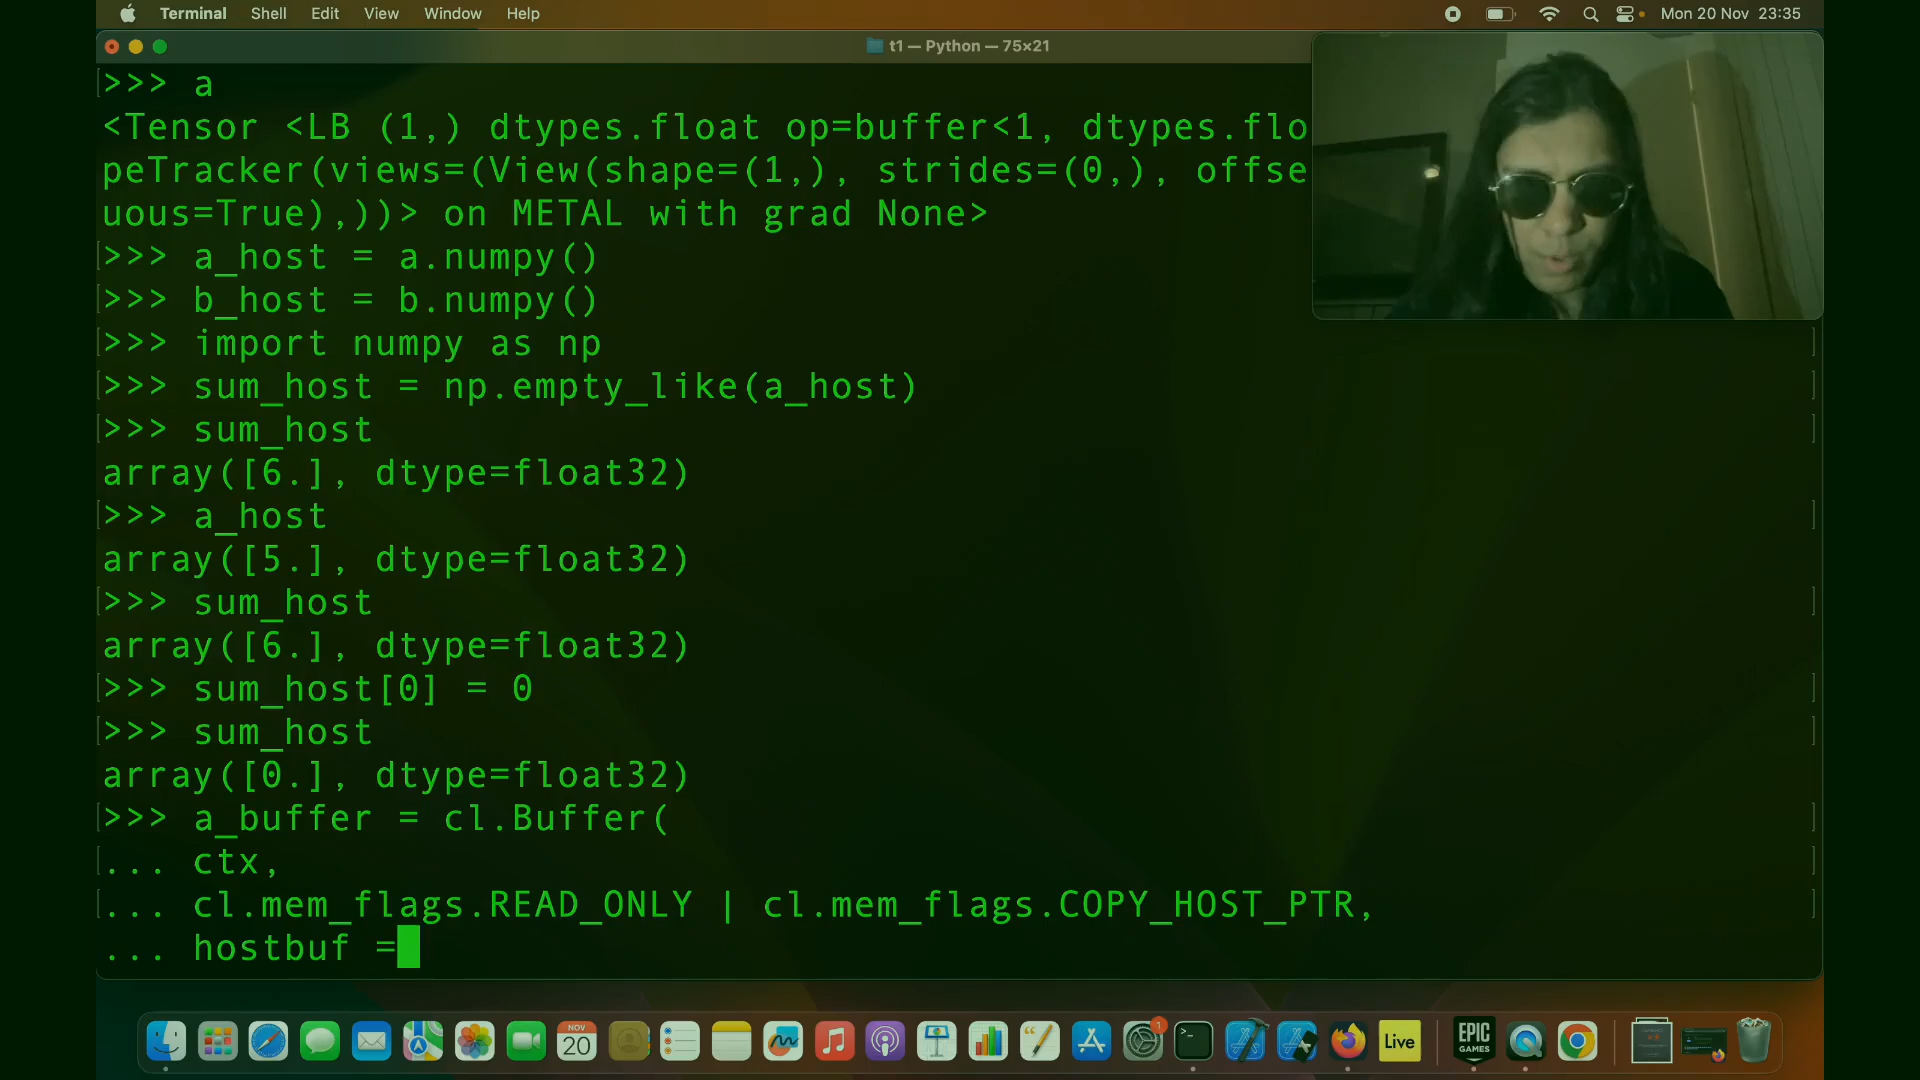 Terminal Shell Edit View Window Help Mon 20 Nov 23:35
t1 — Python — 75×21
>>> a
<Tensor <LB (1,) dtypes.float op=buffer<1, dtypes.flo
peTracker(views=(View(shape=(1,), strides=(0,), offse
uous=True),))> on METAL with grad None>
>>> a_host = a.numpy()
>>> b_host = b.numpy()
>>> import numpy as np
>>> sum_host = np.empty_like(a_host)
>>> sum_host
array([6.], dtype=float32)
>>> a_host
array([5.], dtype=float32)
>>> sum_host
array([6.], dtype=float32)
>>> sum_host[0] = 0
>>> sum_host
array([0.], dtype=float32)
>>> a_buffer = cl.Buffer(
... ctx,
... cl.mem_flags.READ_ONLY | cl.mem_flags.COPY_HOST_PTR,
... hostbuf =
NOV
20
1
Live
EPIC
GAMES